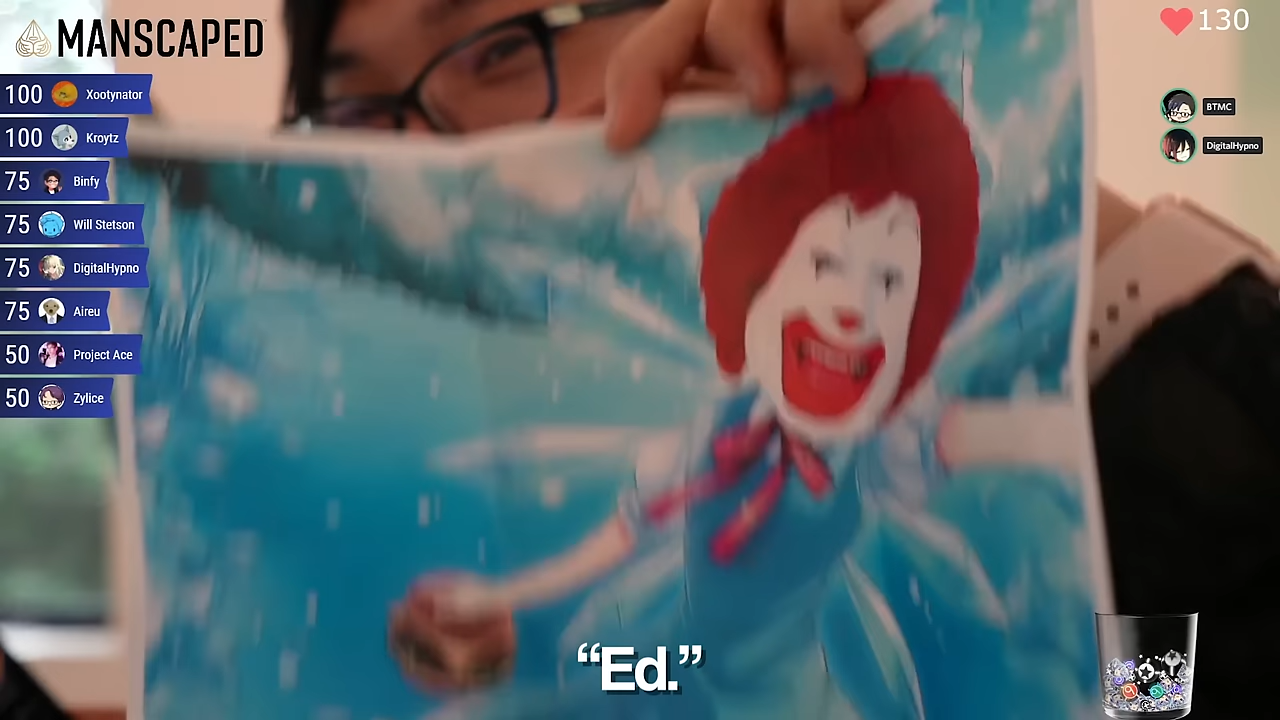 MANSCAPED
130
100 Xootynator
100 Kroytz
75 Binfy
75 Will Stetson
75 DigitalHypno
75 Aireu
50 Project Ace
50 Zylice
BTMC
DigitalHypno
“Ed.”